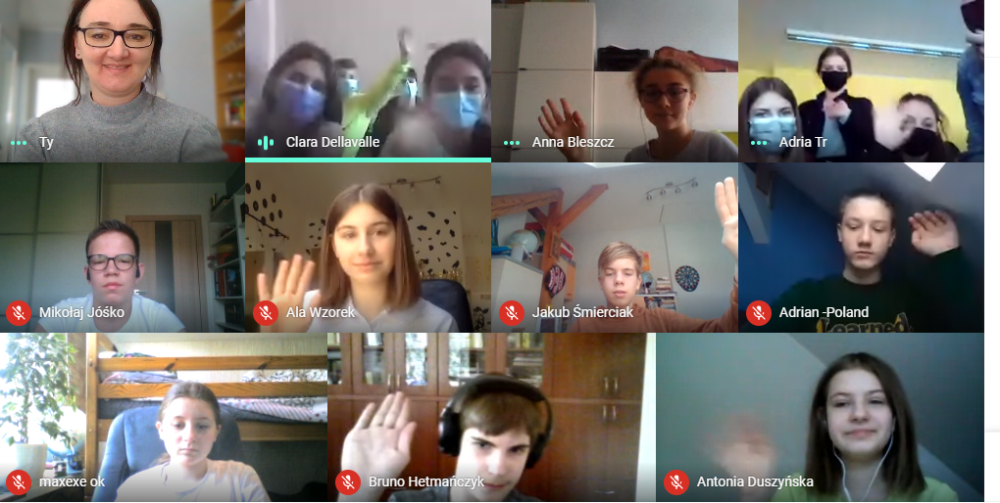 Ty
Clara Dellavalle
Anna Bleszcz
Adria Tr
Mikołaj Jóśko
Ala Wzorek
Jakub Śmierciak
Adrian -Poland
Learned
maxexe ok
Bruno Hetmańczyk
Antonia Duszyńska